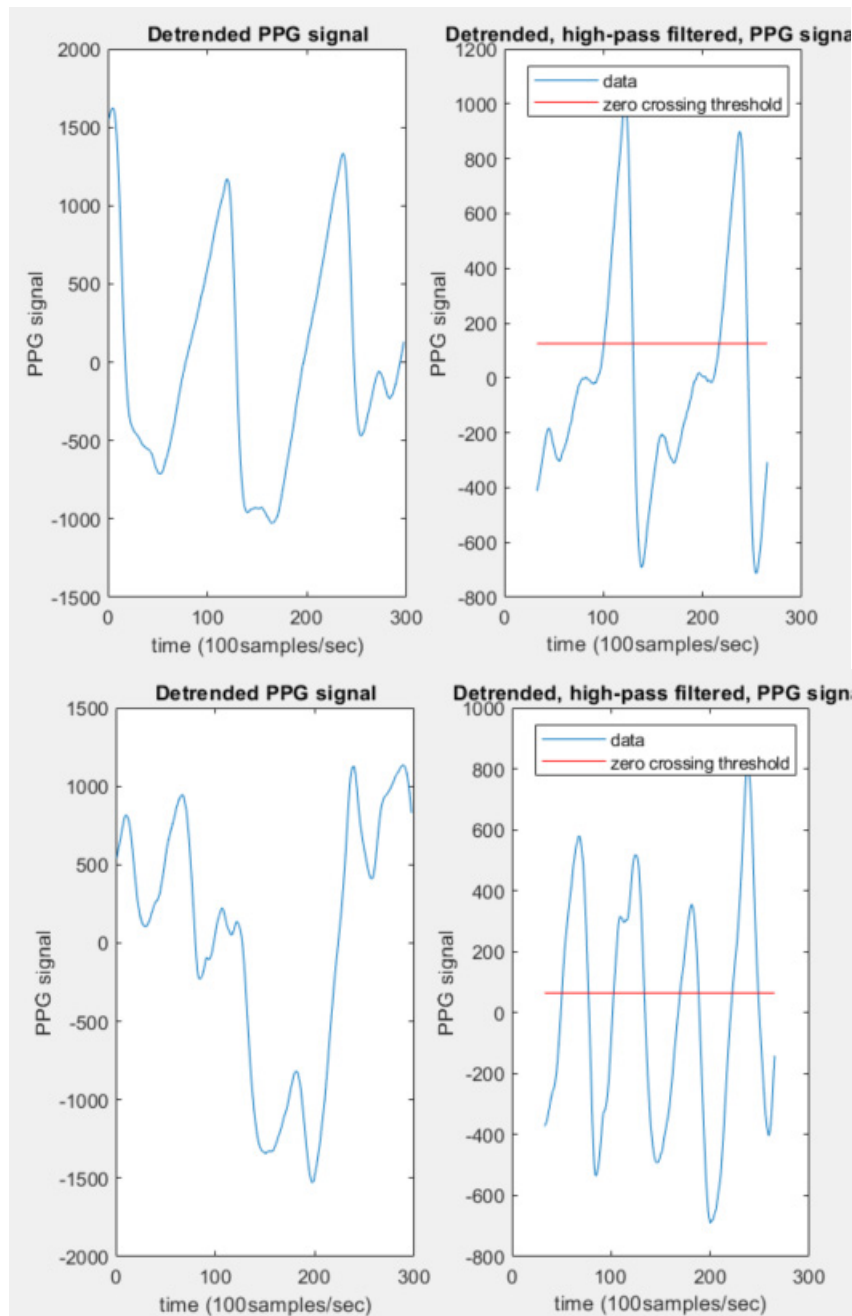 Detrended PPG signal
2000
1500
1000
500
0
-500
-1000
-1500
0 100 200 300
PPG signal
time (100samples/sec)
Detrended, high-pass filtered, PPG signa
1200
1000
800
600
400
200
0
-200
-400
-600
-800
0 100 200 300
PPG signal
time (100samples/sec)
data
zero crossing threshold
Detrended PPG signal
1500
1000
500
0
-500
-1000
-1500
-2000
0 100 200 300
PPG signal
time (100samples/sec)
Detrended, high-pass filtered, PPG signa
1000
800
600
400
200
0
-200
-400
-600
-800
0 100 200 300
PPG signal
time (100samples/sec)
data
zero crossing threshold